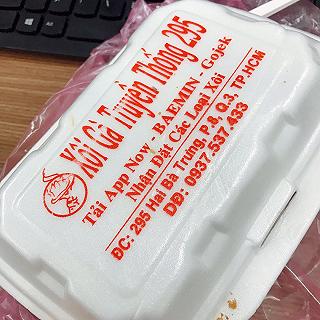 Xôi Gà Truyền Thống 295
Tải App Now - BAEMIN - Gojek
Nhận Đặt Các Loại Xôi
ĐC: 295 Hai Bà Trưng, P.8, Q.3, TP.HCM
DĐ: 0937.537.433